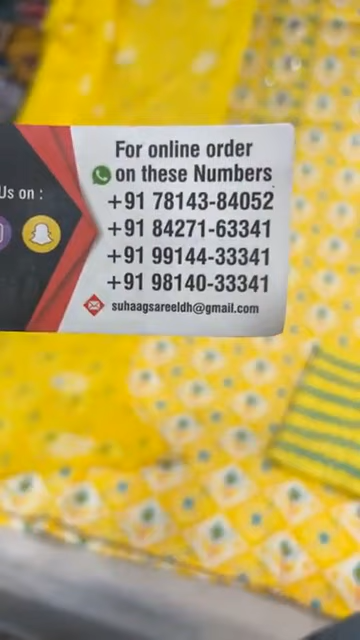 Us on :
For online order
on these Numbers
+91 78143-84052
+91 84271-63341
+91 99144-33341
+91 98140-33341
suhaagsareeldh@gmail.com